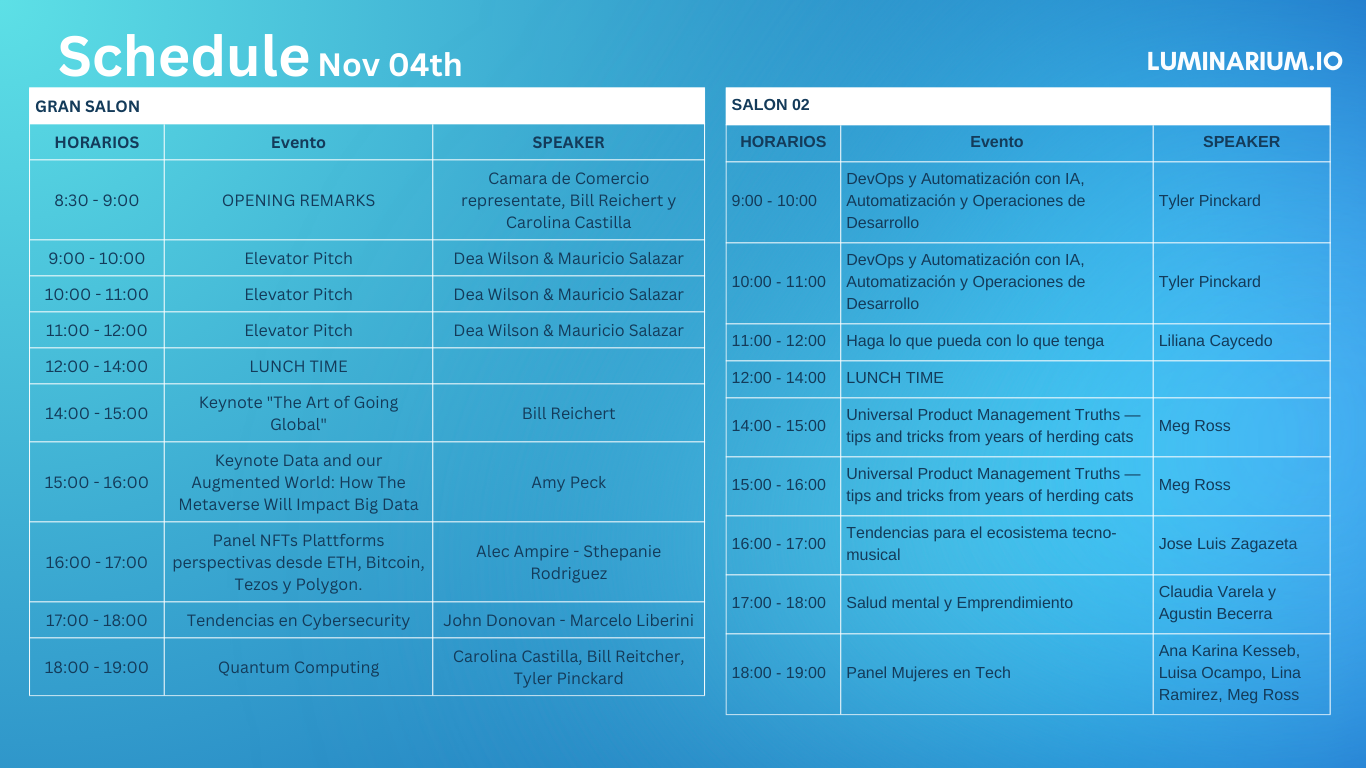 Schedule Nov 04th
LUMINARIUM.IO
GRAN SALON
HORARIOS
Evento
SPEAKER
8:30 - 9:00
OPENING REMARKS
Camara de Comercio
representate, Bill Reichert y
Carolina Castilla
9:00 - 10:00
Elevator Pitch
Dea Wilson & Mauricio Salazar
10:00 - 11:00
Elevator Pitch
Dea Wilson & Mauricio Salazar
11:00 - 12:00
Elevator Pitch
Dea Wilson & Mauricio Salazar
12:00 - 14:00
LUNCH TIME
14:00 - 15:00
Keynote "The Art of Going
Global"
Bill Reichert
15:00 - 16:00
Keynote Data and our
Augmented World: How The
Metaverse Will Impact Big Data
Amy Peck
16:00 - 17:00
Panel NFTs Plattforms
perspectivas desde ETH, Bitcoin,
Tezos y Polygon.
Alec Ampire - Sthepanie
Rodriguez
17:00 - 18:00
Tendencias en Cybersecurity
John Donovan - Marcelo Liberini
18:00 - 19:00
Quantum Computing
Carolina Castilla, Bill Reitcher,
Tyler Pinckard
SALON 02
HORARIOS
Evento
SPEAKER
9:00 - 10:00
DevOps y Automatización con IA,
Automatización y Operaciones de
Desarrollo
Tyler Pinckard
10:00 - 11:00
DevOps y Automatización con IA,
Automatización y Operaciones de
Desarrollo
Tyler Pinckard
11:00 - 12:00
Haga lo que pueda con lo que tenga
Liliana Caycedo
12:00 - 14:00
LUNCH TIME
14:00 - 15:00
Universal Product Management Truths —
tips and tricks from years of herding cats
Meg Ross
15:00 - 16:00
Universal Product Management Truths —
tips and tricks from years of herding cats
Meg Ross
16:00 - 17:00
Tendencias para el ecosistema tecno-
musical
Jose Luis Zagazeta
17:00 - 18:00
Salud mental y Emprendimiento
Claudia Varela y
Agustin Becerra
18:00 - 19:00
Panel Mujeres en Tech
Ana Karina Kesseb,
Luisa Ocampo, Lina
Ramirez, Meg Ross